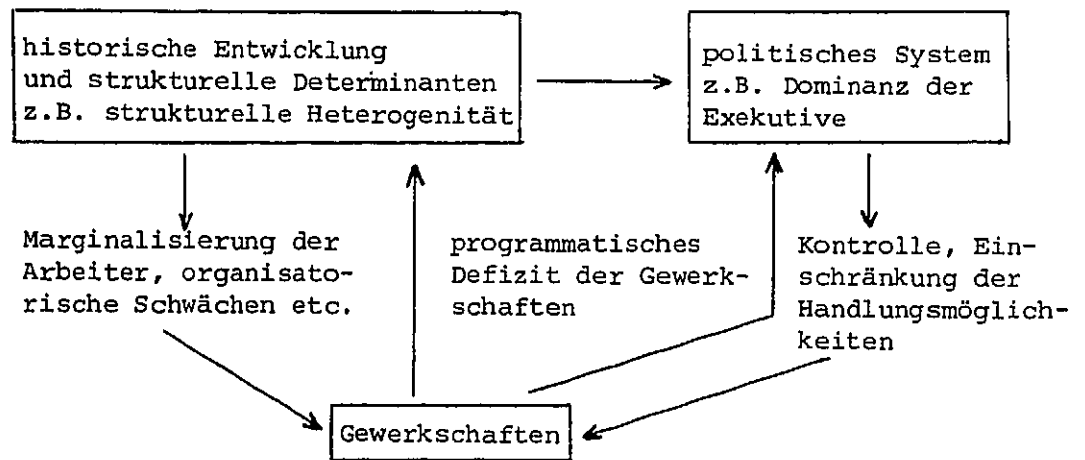 historische Entwicklung
und strukturelle Determinanten
z.B. strukturelle Heterogenität
politisches System
z.B. Dominanz der
Exekutive
Marginalisierung der
Arbeiter, organisato-
rische Schwächen etc.
programmatisches
Defizit der Gewerk-
schaften
Kontrolle, Ein-
schränkung der
Handlungsmöglich-
keiten
Gewerkschaften